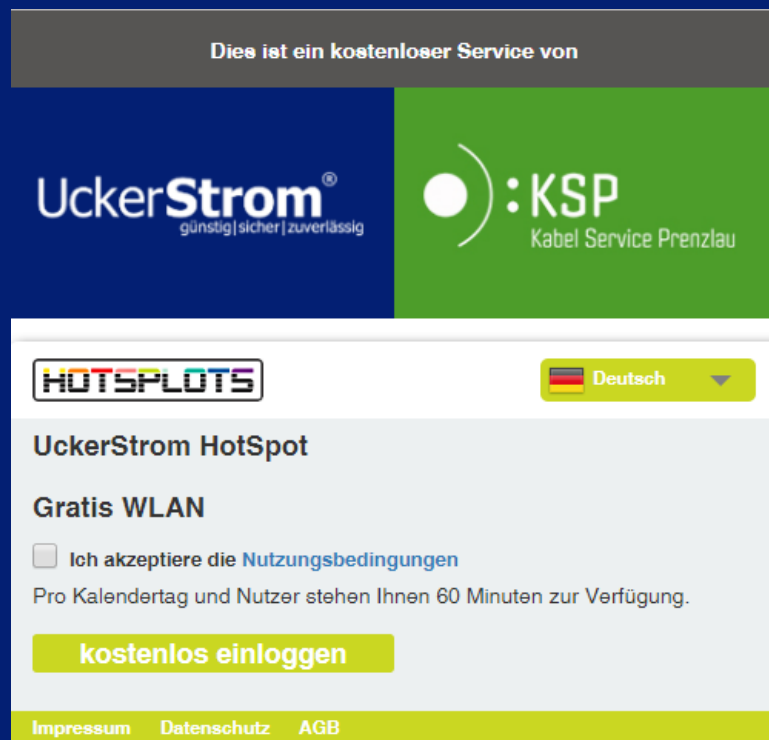 Dies ist ein kostenloser Service von
UckerStrom®
günstig|sicher|zuverlässig
:KSP
Kabel Service Prenzlau
HOTSPLOTS
Deutsch
UckerStrom HotSpot
Gratis WLAN
Ich akzeptiere die Nutzungsbedingungen
Pro Kalendertag und Nutzer stehen Ihnen 60 Minuten zur Verfügung.
kostenlos einloggen
Impressum Datenschutz AGB